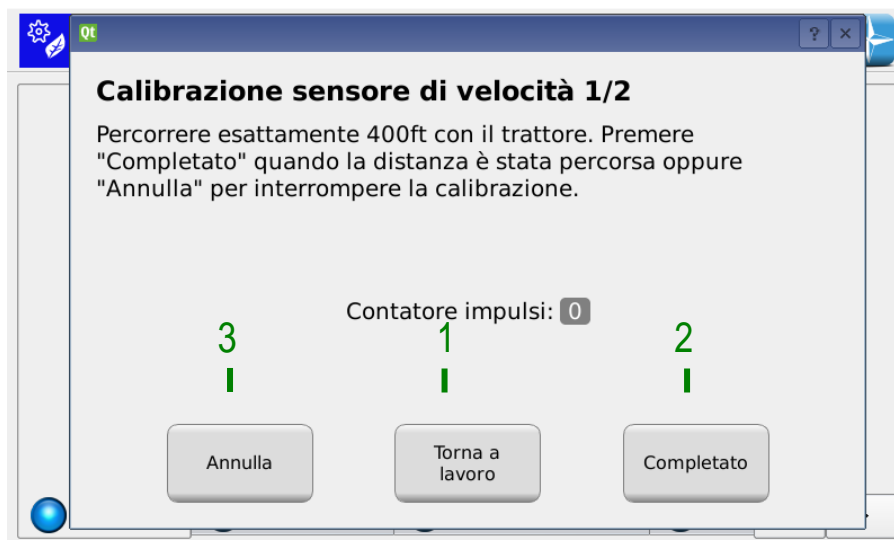 Qt
? ×
Calibrazione sensore di velocità 1/2
Percorrere esattamente 400ft con il trattore. Premere
"Completato" quando la distanza è stata percorsa oppure
"Annulla" per interrompere la calibrazione.
Contatore impulsi: 0
3 1 2
Annulla
Torna a
lavoro
Completato